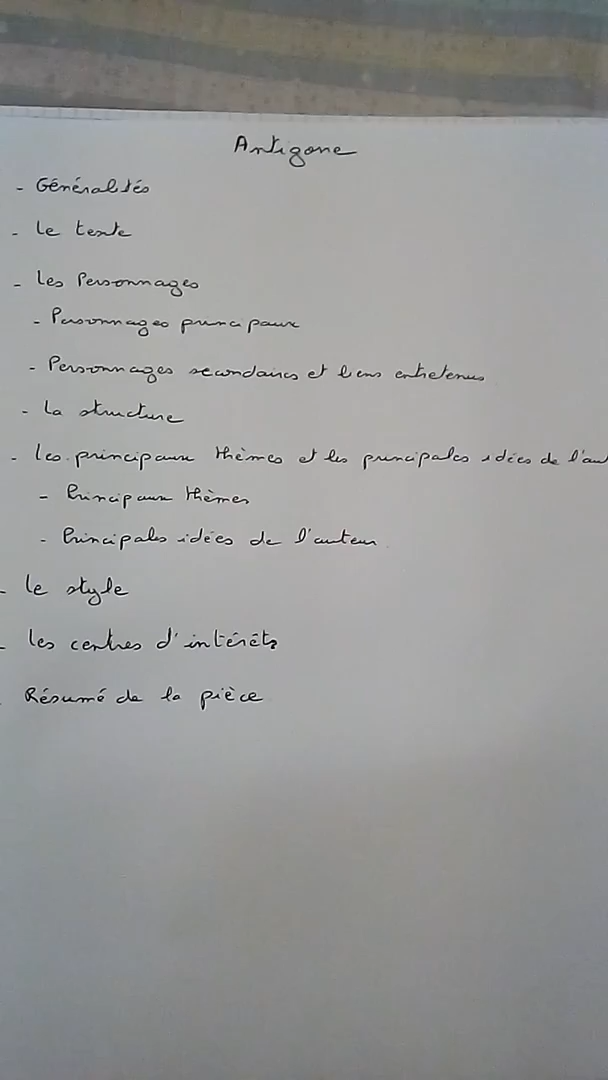 Antigone
- Généralités
- Le texte
- Les Personnages
- Personnages principaux
- Personnages secondaires et liens entretenus
- La structure
- Les principaux thèmes et les principales idées de l'au
- Principaux thèmes
- Principales idées de l'auteur
- Le style
- Les centres d'intérêts
- Résumé de la pièce